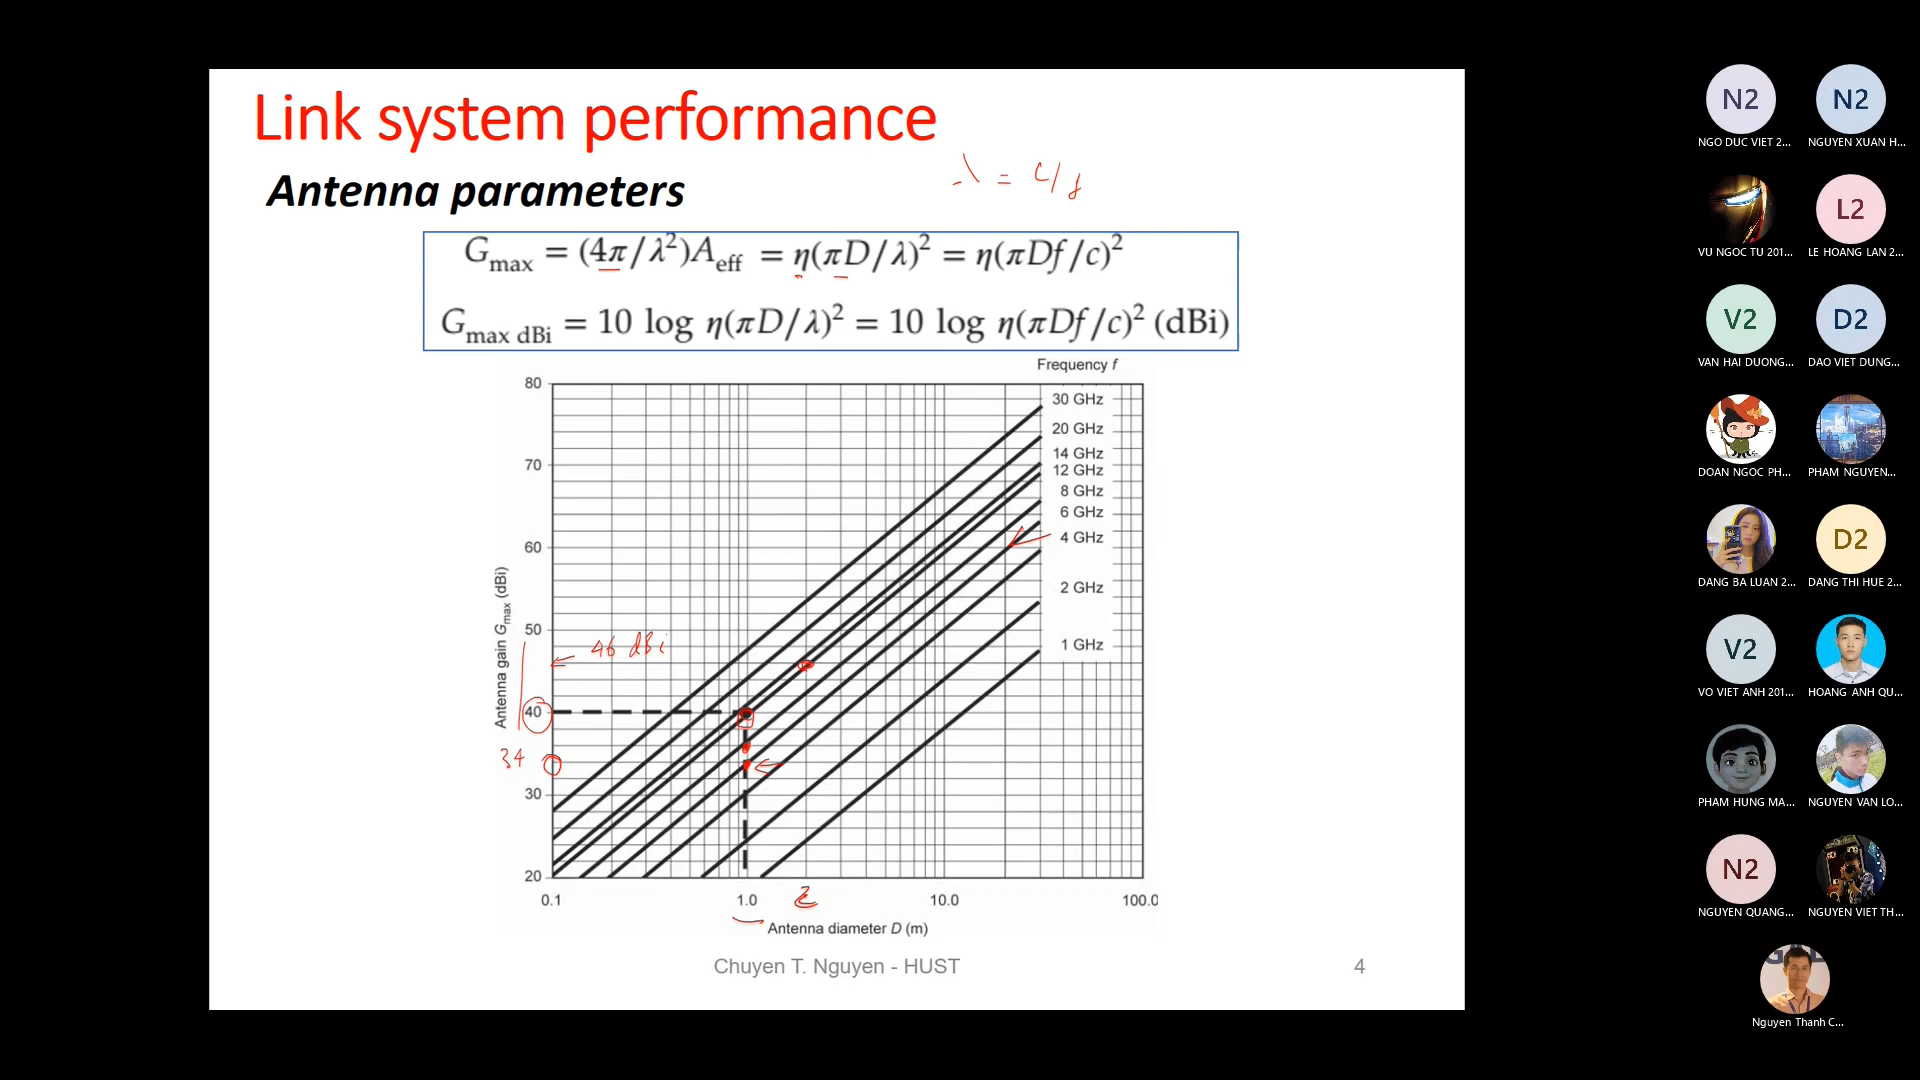 Link system performance
Antenna parameters
λ = c/f
G_max = (4π/λ²)A_eff = η(πD/λ)² = η(πDf/c)²
G_max dBi = 10 log η(πD/λ)² = 10 log η(πDf/c)² (dBi)
Frequency f
80
30 GHz
20 GHz
14 GHz
70
12 GHz
8 GHz
6 GHz
60
4 GHz
2 GHz
50
1 GHz
46 dBi
Antenna gain G_max (dBi)
40
34
30
20
0.1
1.0
2
10.0
100.0
Antenna diameter D (m)
Chuyen T. Nguyen - HUST
4
N2
N2
NGO DUC VIET 2...
NGUYEN XUAN H...
L2
VU NGOC TU 201...
LE HOANG LAN 2...
V2
D2
VAN HAI DUONG...
DAO VIET DUNG...
DOAN NGOC PH...
PHAM NGUYEN...
D2
DANG BA LUAN 2...
DANG THI HUE 2...
V2
VO VIET ANH 201...
HOANG ANH QU...
PHAM HUNG MA...
NGUYEN VAN LO...
N2
NGUYEN QUANG...
NGUYEN VIET TH...
Nguyen Thanh C...